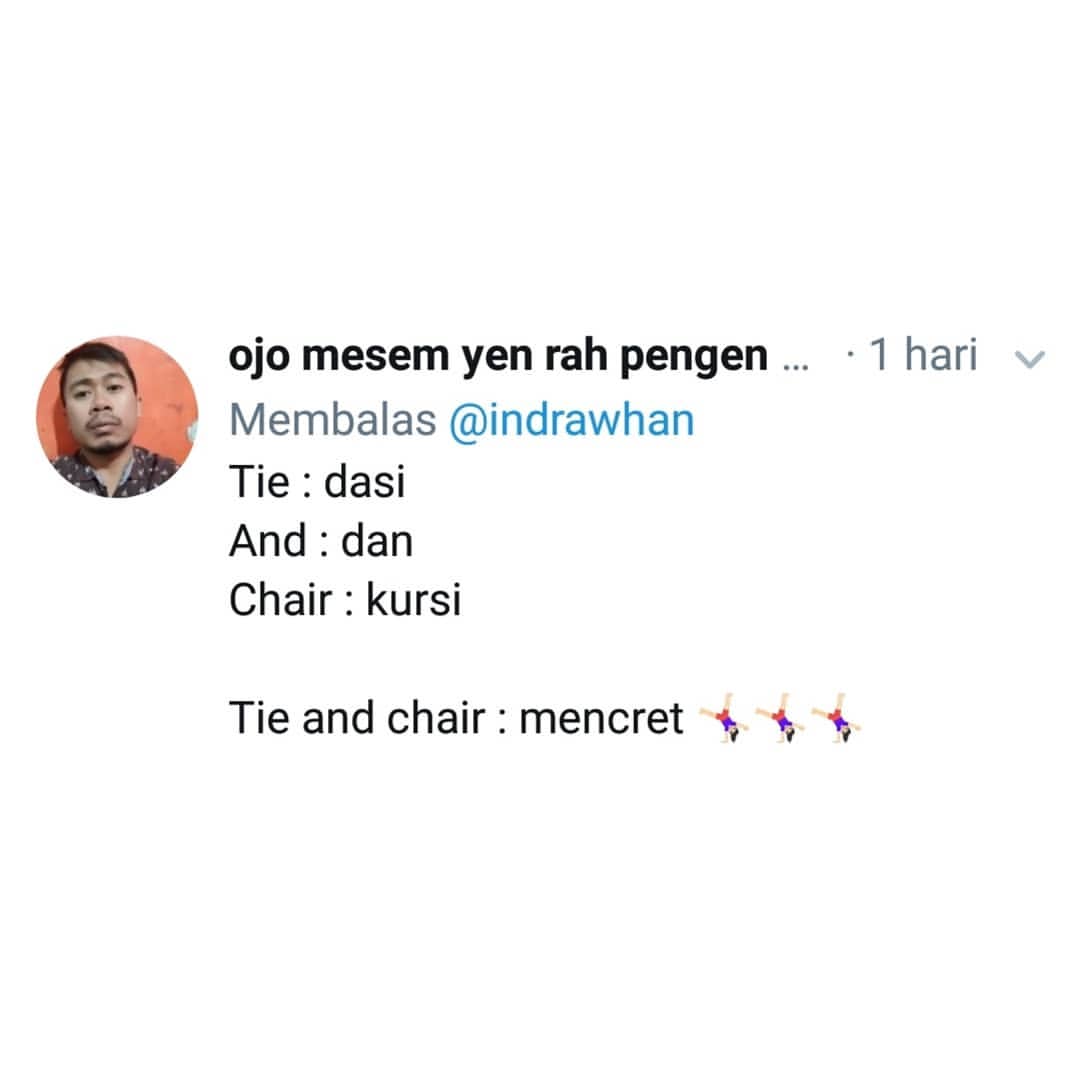 ojo mesem yen rah pengen ... · 1 hari
Membalas @indrawhan
Tie : dasi
And : dan
Chair : kursi
Tie and chair : mencret 🤸🏻‍♀️🤸🏻‍♀️🤸🏻‍♀️